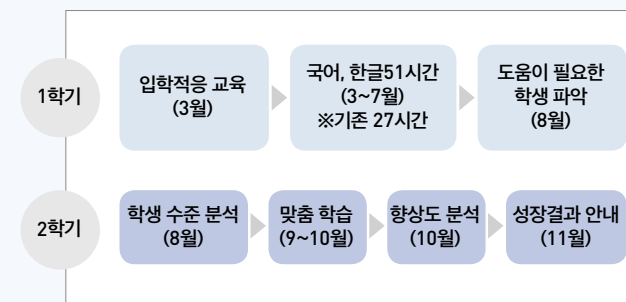 1학기
입학적응 교육
(3월)
국어, 한글51시간
(3~7월)
※기존 27시간
도움이 필요한
학생 파악
(8월)
2학기
학생 수준 분석
(8월)
맞춤 학습
(9~10월)
향상도 분석
(10월)
성장결과 안내
(11월)